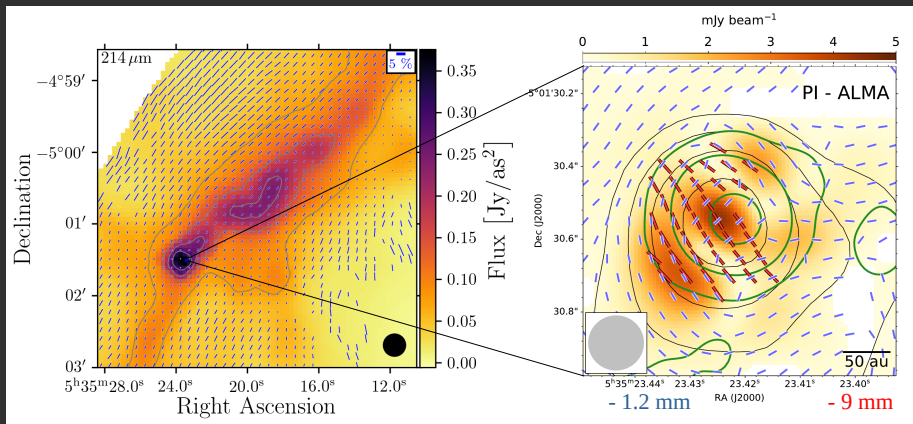 214 μm
5 %
−4°59′
−5°00′
01′
02′
03′
Declination
5ʰ35ᵐ28.0ˢ 24.0ˢ 20.0ˢ 16.0ˢ 12.0ˢ
Right Ascension
0.35
0.30
0.25
0.20
0.15
0.10
0.05
0.00
Flux [Jy/as²]
mJy beam⁻¹
0 1 2 3 4 5
PI - ALMA
5°01′30.2″
30.4″
30.6″
30.8″
Dec (J2000)
50 au
5ʰ35ᵐ23.44ˢ 23.43ˢ 23.42ˢ 23.41ˢ 23.40ˢ
RA (J2000)
- 1.2 mm
- 9 mm